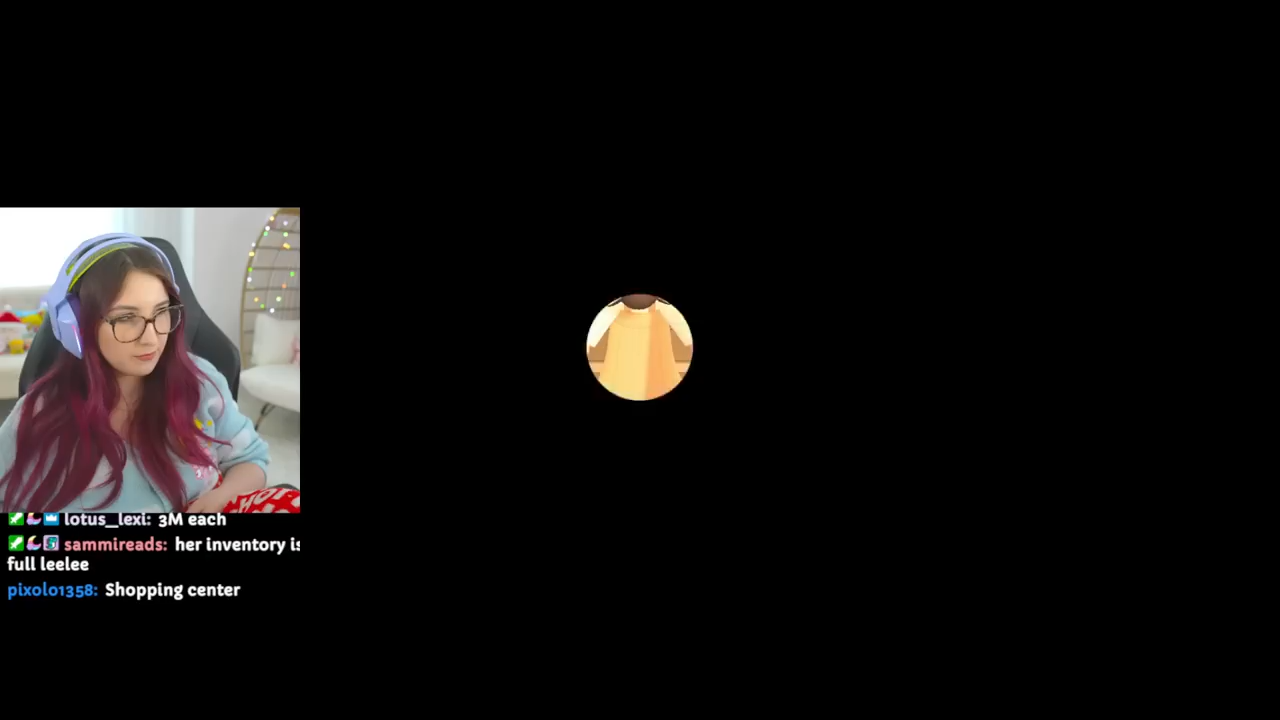 lotus_lexi: 3M each
sammireads: her inventory is
full leelee
pixolo1358: Shopping center